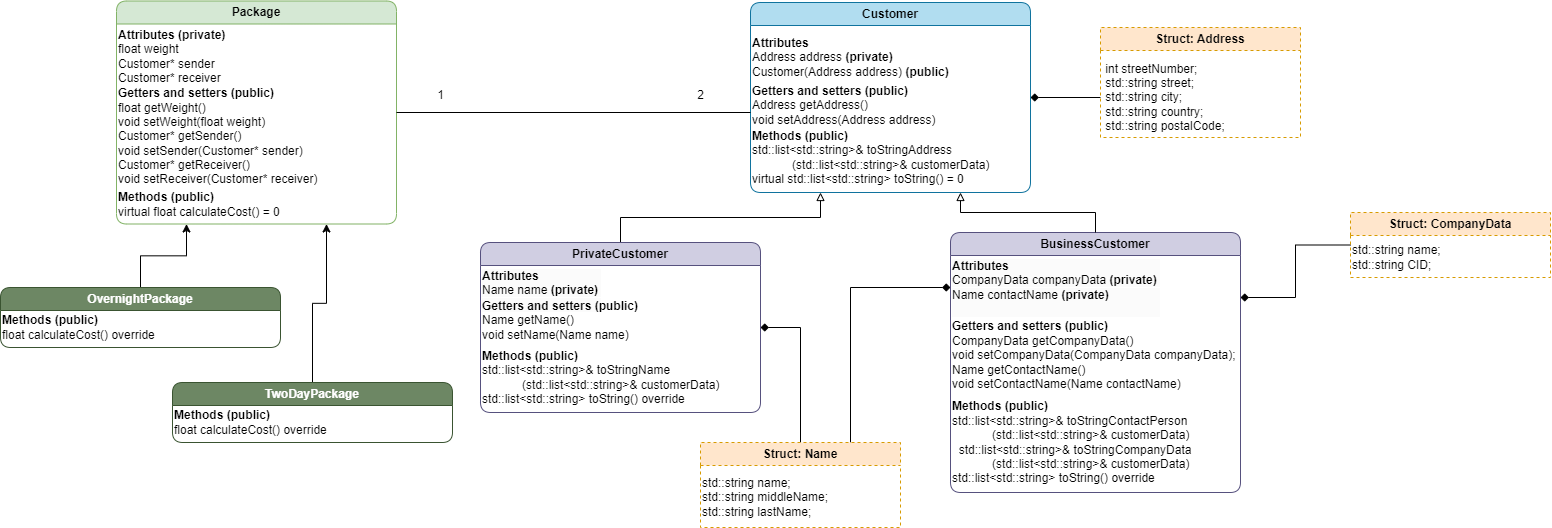 Package
Attributes (private)
float weight
Customer* sender
Customer* receiver
Getters and setters (public)
float getWeight()
void setWeight(float weight)
Customer* getSender()
void setSender(Customer* sender)
Customer* getReceiver()
void setReceiver(Customer* receiver)
Methods (public)
virtual float calculateCost() = 0
1
2
Customer
Attributes
Address address (private)
Customer(Address address) (public)
Getters and setters (public)
Address getAddress()
void setAddress(Address address)
Methods (public)
std::list<std::string>& toStringAddress
(std::list<std::string>& customerData)
virtual std::list<std::string> toString() = 0
Struct: Address
int streetNumber;
std::string street;
std::string city;
std::string country;
std::string postalCode;
OvernightPackage
Methods (public)
float calculateCost() override
TwoDayPackage
Methods (public)
float calculateCost() override
PrivateCustomer
Attributes
Name name (private)
Getters and setters (public)
Name getName()
void setName(Name name)
Methods (public)
std::list<std::string>& toStringName
(std::list<std::string>& customerData)
std::list<std::string> toString() override
BusinessCustomer
Attributes
CompanyData companyData (private)
Name contactName (private)
Getters and setters (public)
CompanyData getCompanyData()
void setCompanyData(CompanyData companyData);
Name getContactName()
void setContactName(Name contactName)
Methods (public)
std::list<std::string>& toStringContactPerson
(std::list<std::string>& customerData)
std::list<std::string>& toStringCompanyData
(std::list<std::string>& customerData)
std::list<std::string> toString() override
Struct: CompanyData
std::string name;
std::string CID;
Struct: Name
std::string name;
std::string middleName;
std::string lastName;